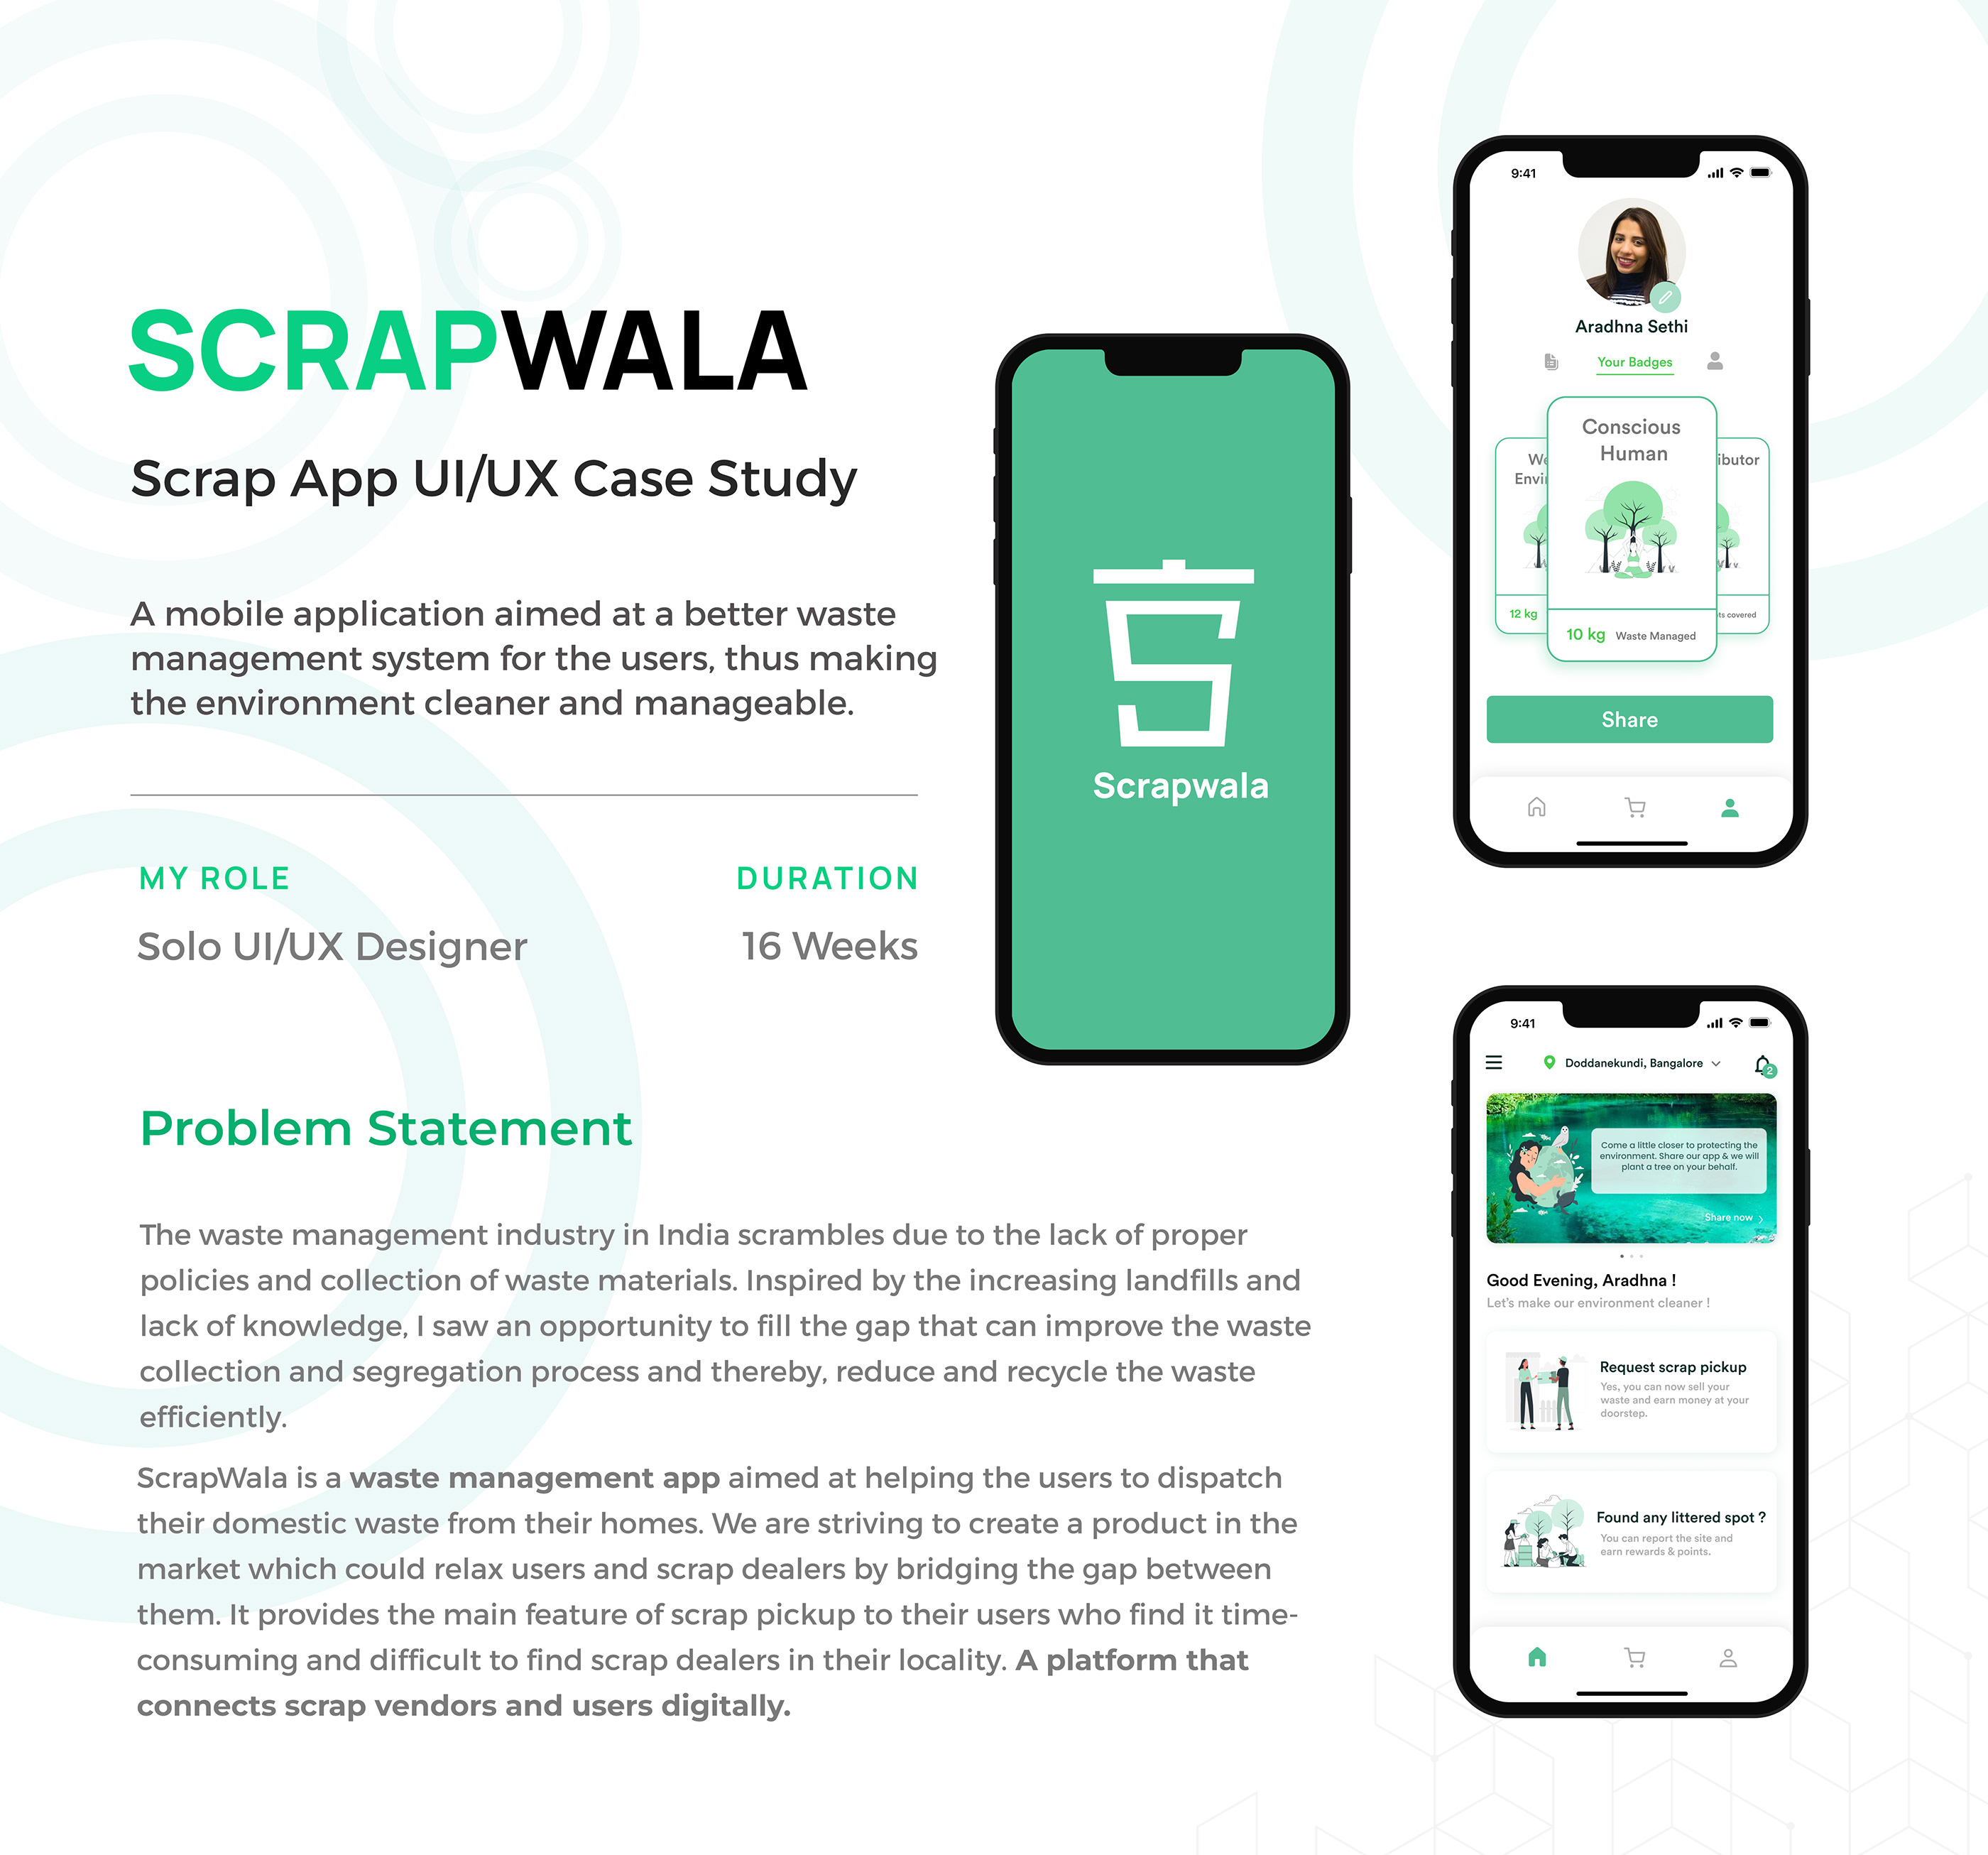 SCRAPWALA
Scrap App UI/UX Case Study
A mobile application aimed at a better waste
management system for the users, thus making
the environment cleaner and manageable.
MY ROLE
Solo UI/UX Designer
DURATION
16 Weeks
Problem Statement
The waste management industry in India scrambles due to the lack of proper
policies and collection of waste materials. Inspired by the increasing landfills and
lack of knowledge, I saw an opportunity to fill the gap that can improve the waste
collection and segregation process and thereby, reduce and recycle the waste
efficiently.
ScrapWala is a waste management app aimed at helping the users to dispatch
their domestic waste from their homes. We are striving to create a product in the
market which could relax users and scrap dealers by bridging the gap between
them. It provides the main feature of scrap pickup to their users who find it time-
consuming and difficult to find scrap dealers in their locality. A platform that
connects scrap vendors and users digitally.
Scrapwala
9:41
Aradhna Sethi
Your Badges
We
Envi
12 kg
Conscious
Human
10 kg Waste Managed
ibutor
ts covered
Share
9:41
Doddanekundi, Bangalore
2
Come a little closer to protecting the
environment. Share our app & we will
plant a tree on your behalf.
Share now
Good Evening, Aradhna !
Let's make our environment cleaner !
Request scrap pickup
Yes, you can now sell your
waste and earn money at your
doorstep.
Found any littered spot ?
You can report the site and
earn rewards & points.